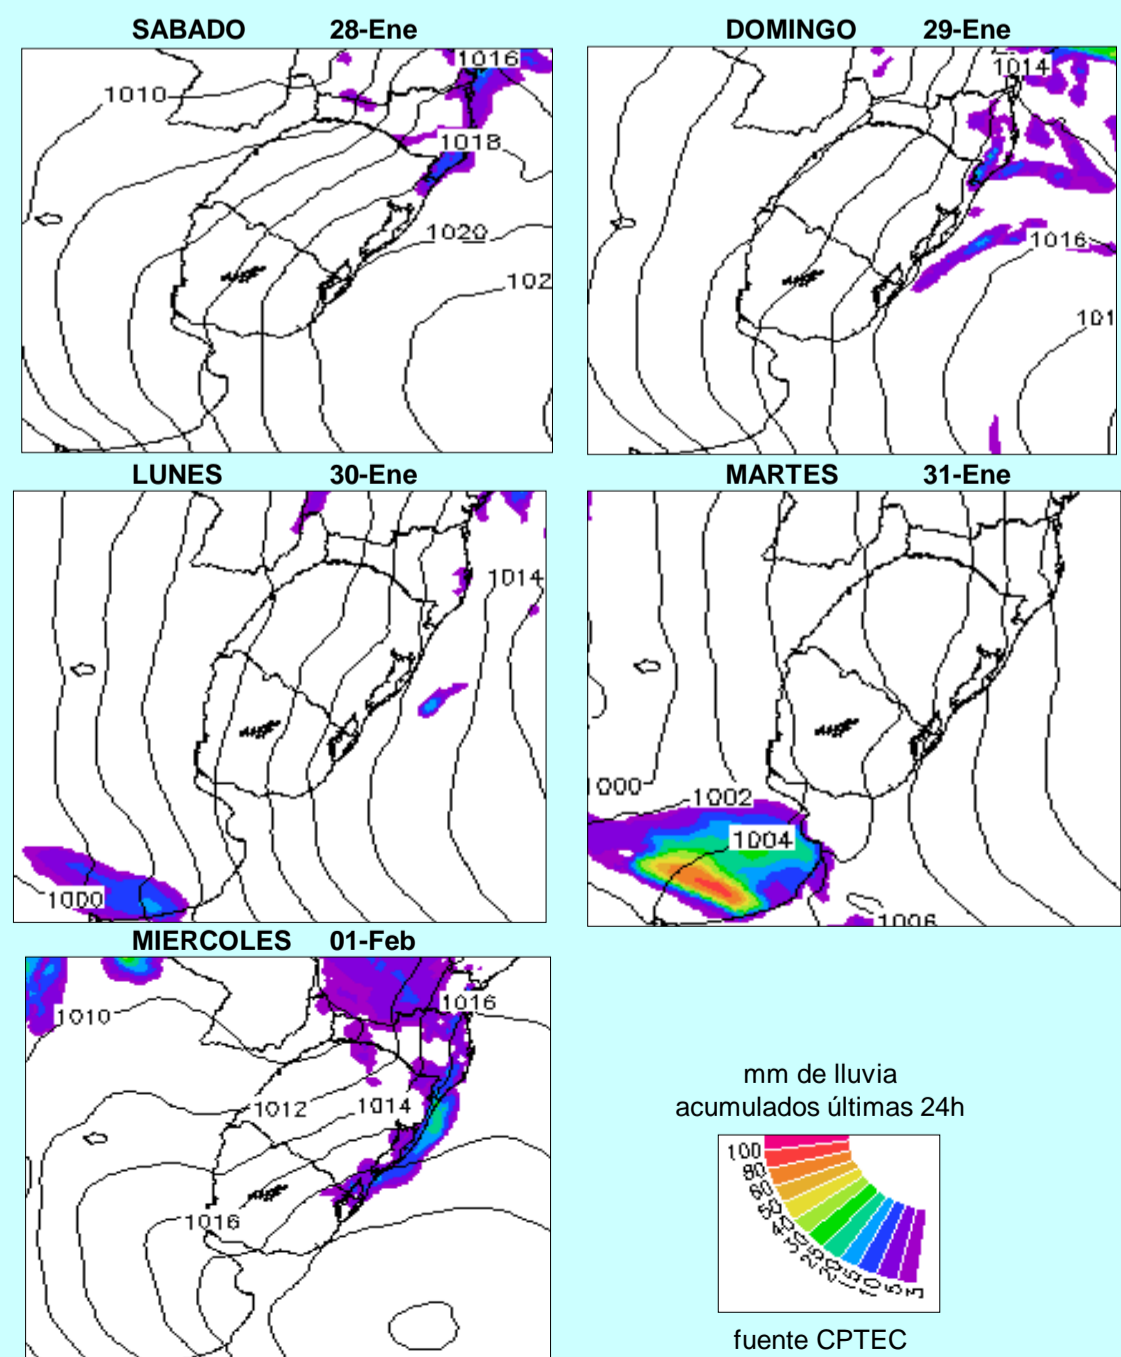 SABADO 28-Ene
DOMINGO 29-Ene
1016
1010
1018
1020
102
1014
1016
101
LUNES 30-Ene
MARTES 31-Ene
1014
1000
1000
1002
1004
1006
MIERCOLES 01-Feb
1016
1010
1012
1014
1016
mm de lluvia
acumulados últimas 24h
100
80
fuente CPTEC